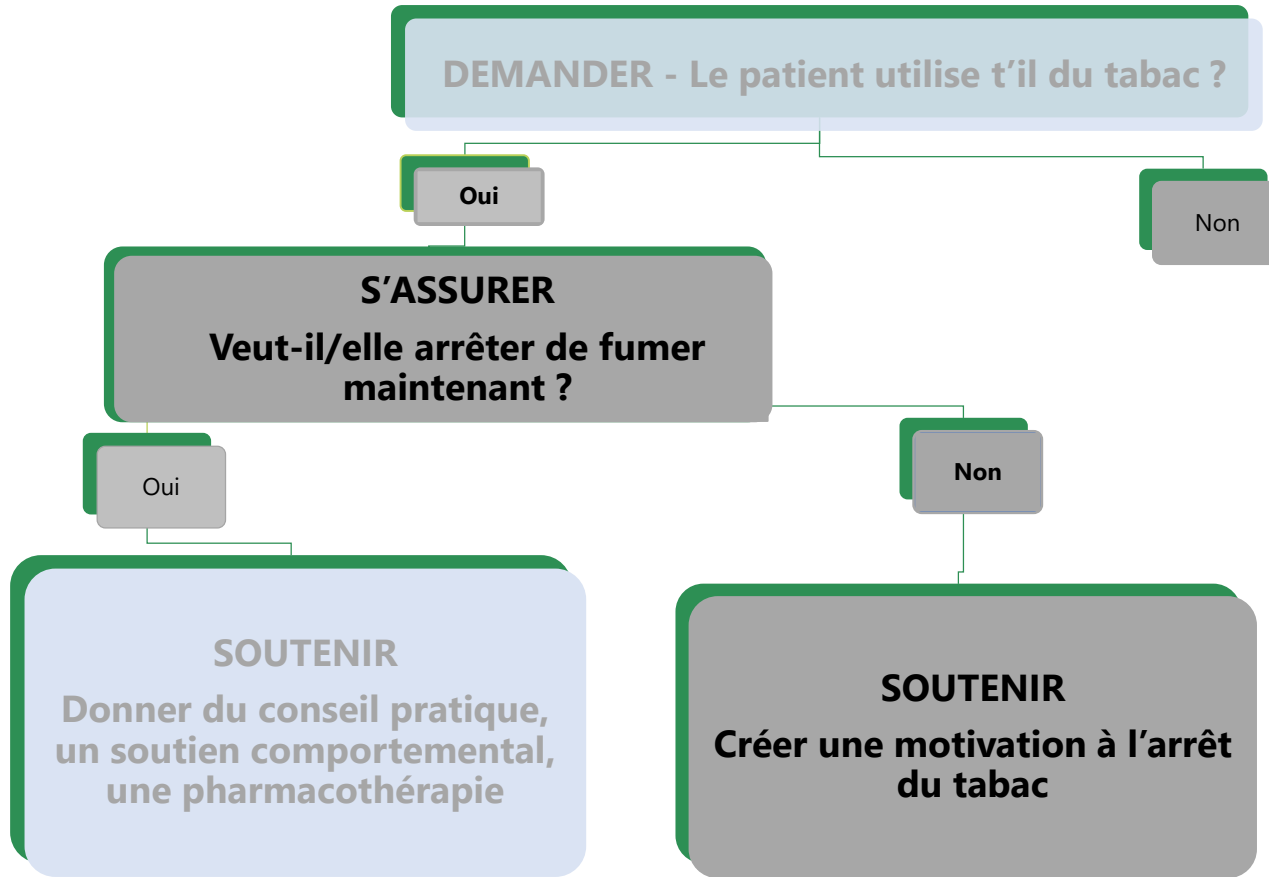 DEMANDER - Le patient utilise t’il du tabac ?
Oui
Non
S’ASSURER
Veut-il/elle arrêter de fumer
maintenant ?
Oui
Non
SOUTENIR
Donner du conseil pratique,
un soutien comportemental,
une pharmacothérapie
SOUTENIR
Créer une motivation à l’arrêt
du tabac